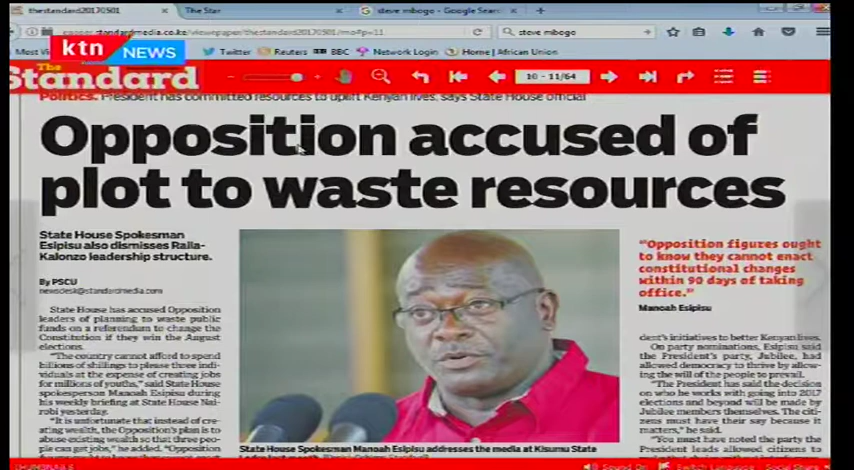 thestandard20170501
The Star
steve mibogo - Google Sear
epaper.standardmedia.co.ke/viewepaper/thestandard20170501/mo#p=11
steve mibogo
Most Vi
Twitter
Reuters
BBC
Network Login
Home | African Union
ktn NEWS
The Standard
10 - 11/64
Politics. President has committed resources to uplift Kenyan lives, says State House official
Opposition accused of
plot to waste resources
State House Spokesman
Esipisu also dismisses Raila-
Kalonzo leadership structure.
By PSCU
newsdesk@standardmedia.com
State House has accused Opposition
leaders of planning to waste public
funds on a referendum to change the
Constitution if they win the August
elections.
"The country cannot afford to spend
billions of shillings to please three indi-
viduals at the expense of creating jobs
for millions of youths," said State House
spokesperson Manoah Esipisu during
his weekly briefing at State House Nai-
robi yesterday.
"It is unfortunate that instead of cre-
ating wealth, the Opposition's plan is to
abuse existing wealth so that three peo-
ple can get jobs," he added. "Opposition
State House Spokesman Manoah Esipisu addresses the media at Kisumu State
"Opposition figures ought
to know they cannot enact
constitutional changes
within 90 days of taking
office."
Manoah Esipisu
dent's initiatives to better Kenyan lives.
On party nominations, Esipisu said
the President's party, Jubilee, had
allowed democracy to thrive by allow-
ing the will of the people to prevail.
"The President has said the decision
on who he works with going into 2017
elections and beyond will be made by
Jubilee members themselves. The citi-
zens must have their say because it
matters," he said.
"You must have noted the party the
President leads allowed citizens to
Sound On
Switch Language
Social Share